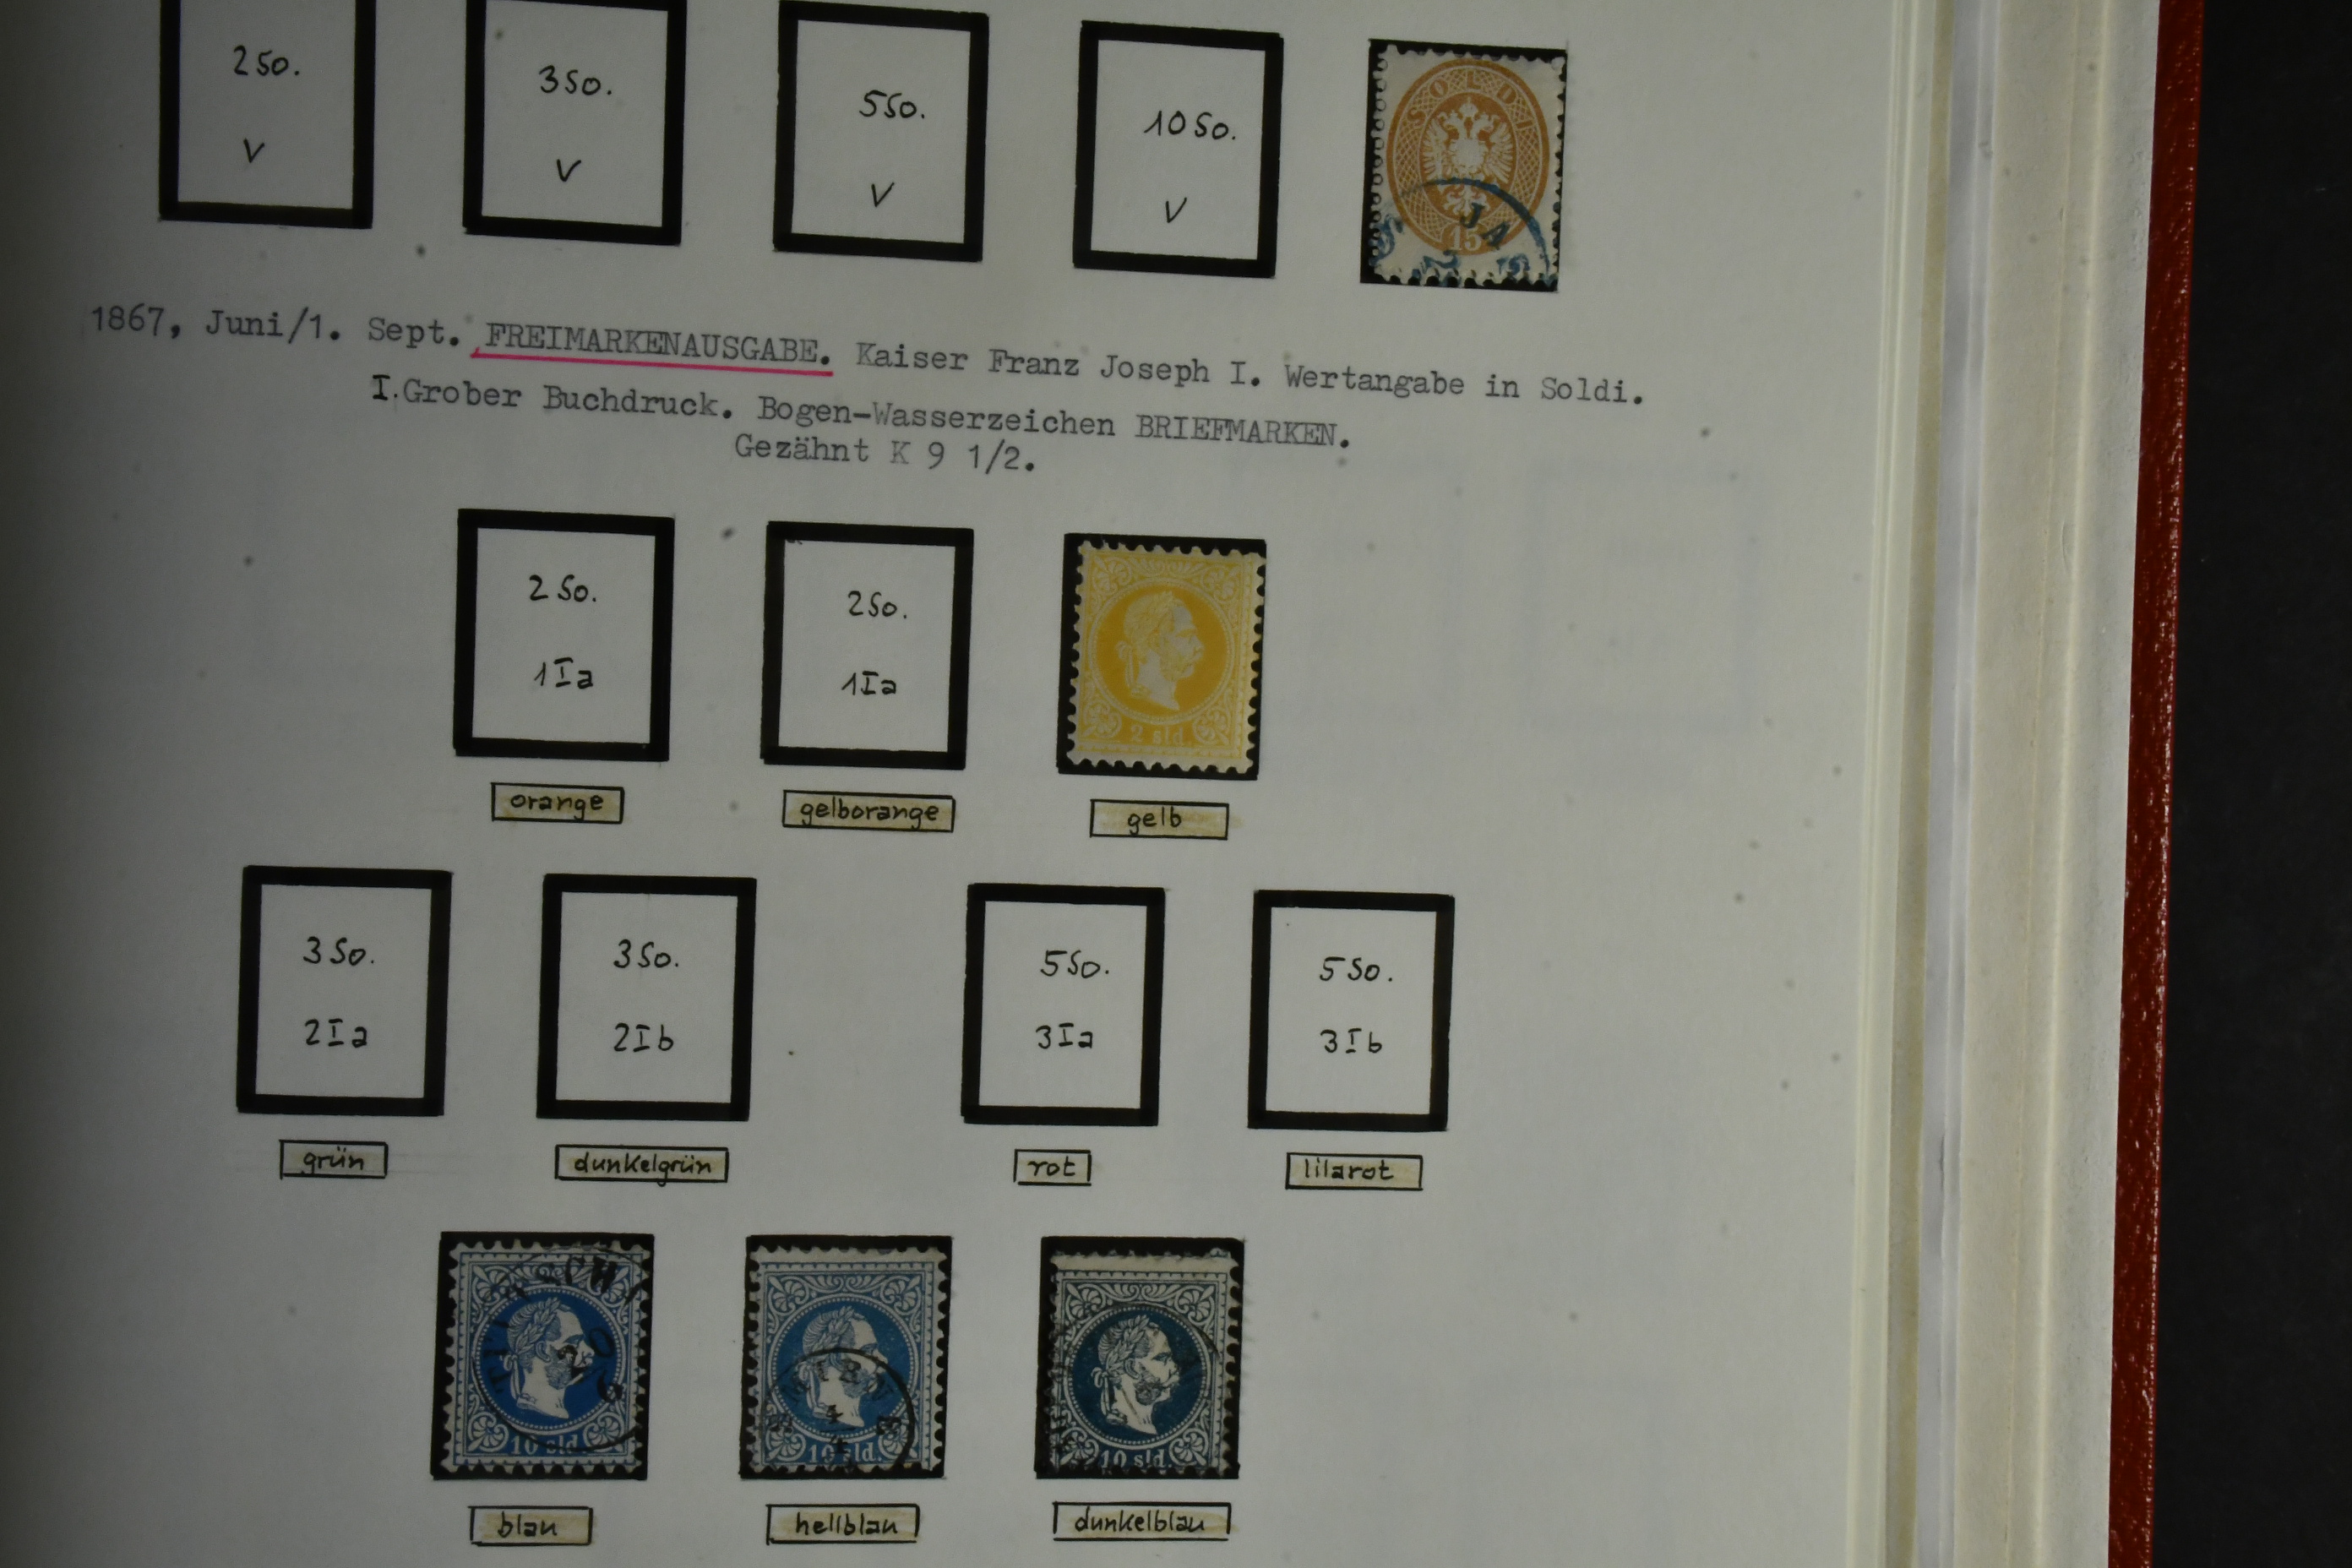 2 So.
V
3 So.
V
5 So.
V
10 So.
V
SOLDI
15
JA
1867, Juni/1. Sept. FREIMARKENAUSGABE. Kaiser Franz Joseph I. Wertangabe in Soldi.
I.Grober Buchdruck. Bogen-Wasserzeichen BRIEFMARKEN.
Gezähnt K 9 1/2.
2 So.
1Ia
2 So.
1Ia
2 sld.
orange
gelborange
gelb
3 So.
2Ia
3 So.
2Ib
5 So.
3Ia
5 So.
3Ib
grün
dunkelgrün
rot
lilarot
10 sld.
WIEN
10 sld.
10 sld.
blau
hellblau
dunkelblau